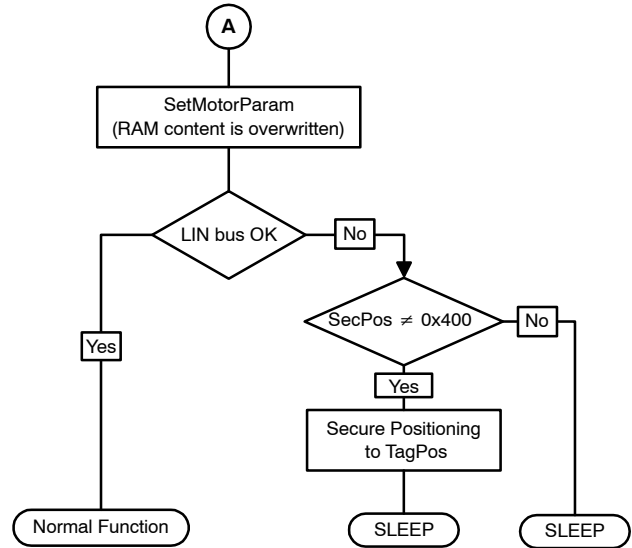 A
SetMotorParam
(RAM content is overwritten)
LIN bus OK
No
SecPos ≠ 0x400
No
Yes
Yes
Secure Positioning
to TagPos
Normal Function
SLEEP
SLEEP